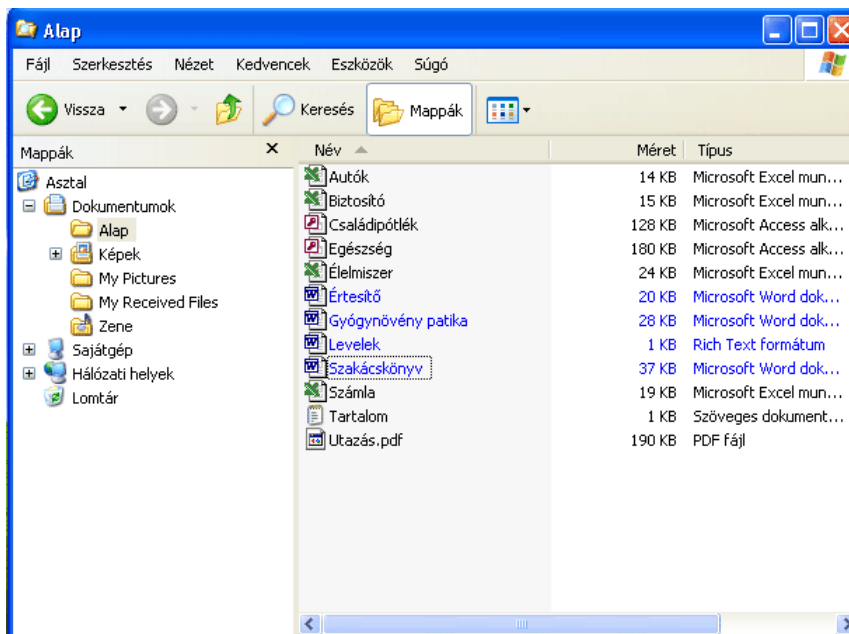 Alap
Fájl Szerkesztés Nézet Kedvencek Eszközök Súgó
Vissza Keresés Mappák
Mappák
Asztal
Dokumentumok
Alap
Képek
My Pictures
My Received Files
Zene
Sajátgép
Hálózati helyek
Lomtár
Név Méret Típus
Autók 14 KB Microsoft Excel mun...
Biztosító 15 KB Microsoft Excel mun...
Családipótlék 128 KB Microsoft Access alk...
Egészség 180 KB Microsoft Access alk...
Élelmiszer 24 KB Microsoft Excel mun...
Értesítő 20 KB Microsoft Word dok...
Gyógynövény patika 28 KB Microsoft Word dok...
Levelek 1 KB Rich Text formátum
Szakácskönyv 37 KB Microsoft Word dok...
Számla 19 KB Microsoft Excel mun...
Tartalom 1 KB Szöveges dokument...
Utazás.pdf 190 KB PDF fájl